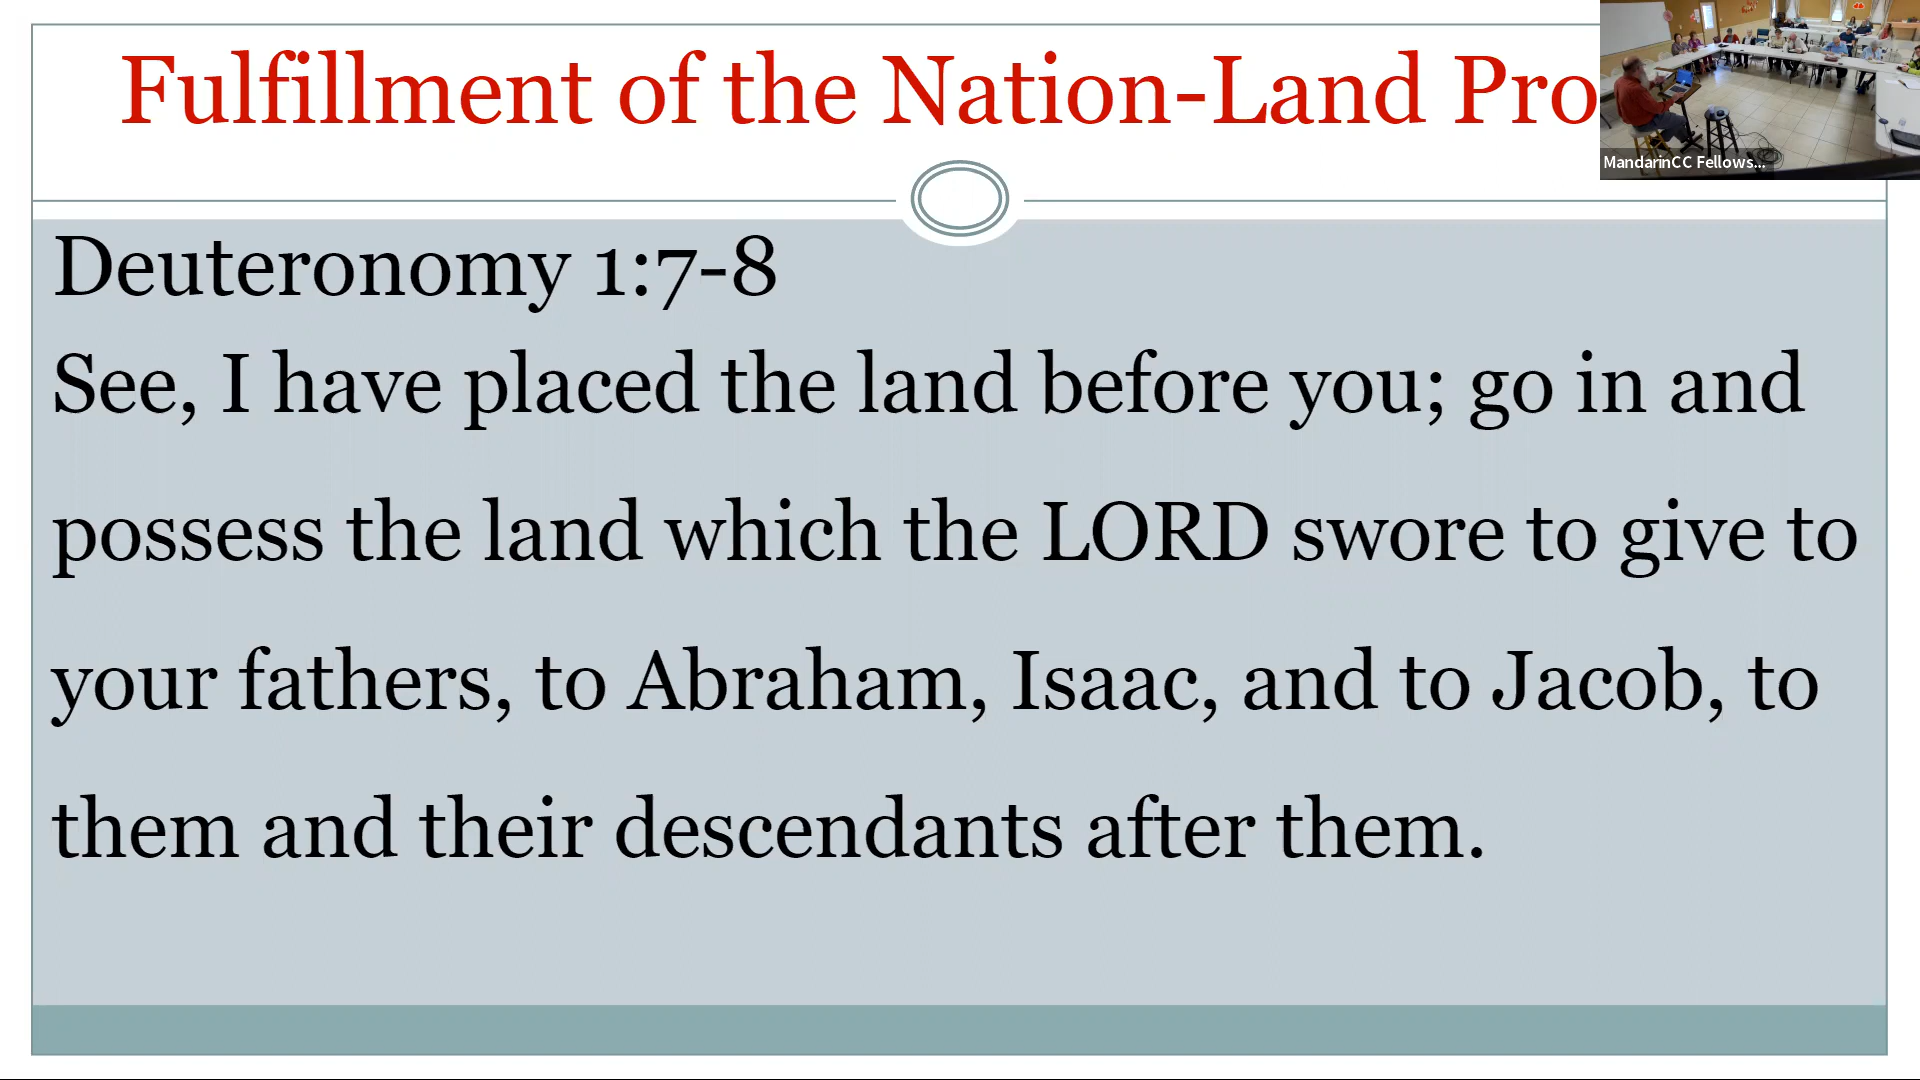 Fulfillment of the Nation-Land Pro
MandarinCC Fellows...
Deuteronomy 1:7-8
See, I have placed the land before you; go in and
possess the land which the LORD swore to give to
your fathers, to Abraham, Isaac, and to Jacob, to
them and their descendants after them.